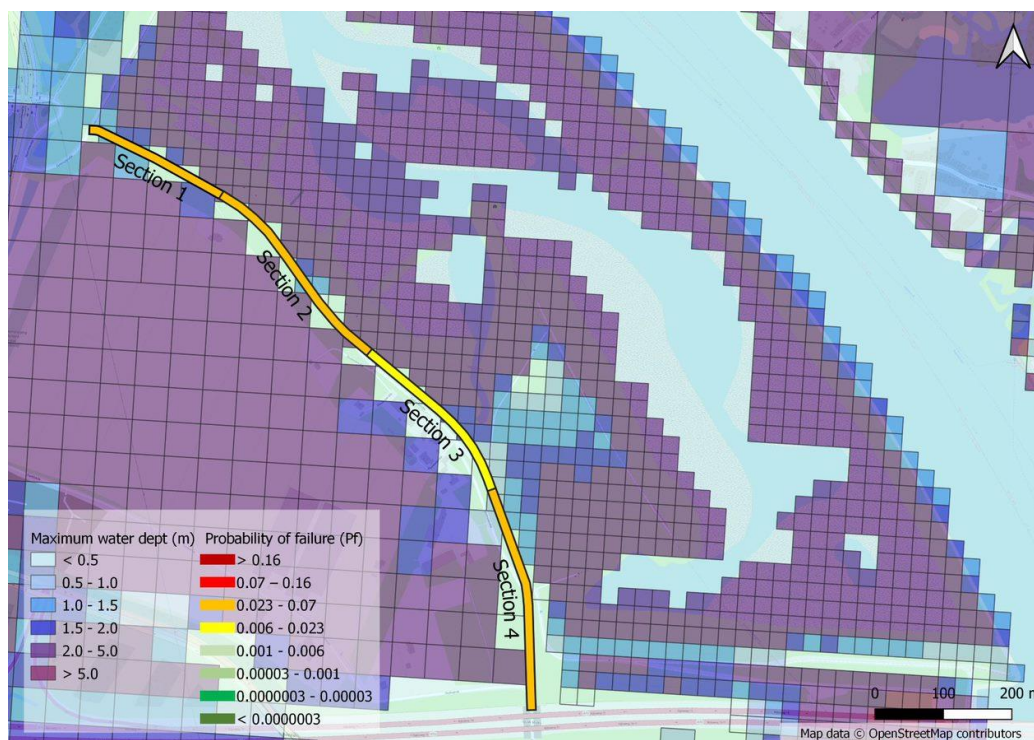 Section 1
Section 2
Section 3
Section 4
Maximum water dept (m)
< 0.5
0.5 - 1.0
1.0 - 1.5
1.5 - 2.0
2.0 - 5.0
> 5.0
Probability of failure (Pf)
> 0.16
0.07 – 0.16
0.023 - 0.07
0.006 - 0.023
0.001 - 0.006
0.00003 - 0.001
0.0000003 - 0.00003
< 0.0000003
0 100 200 m
Map data © OpenStreetMap contributors